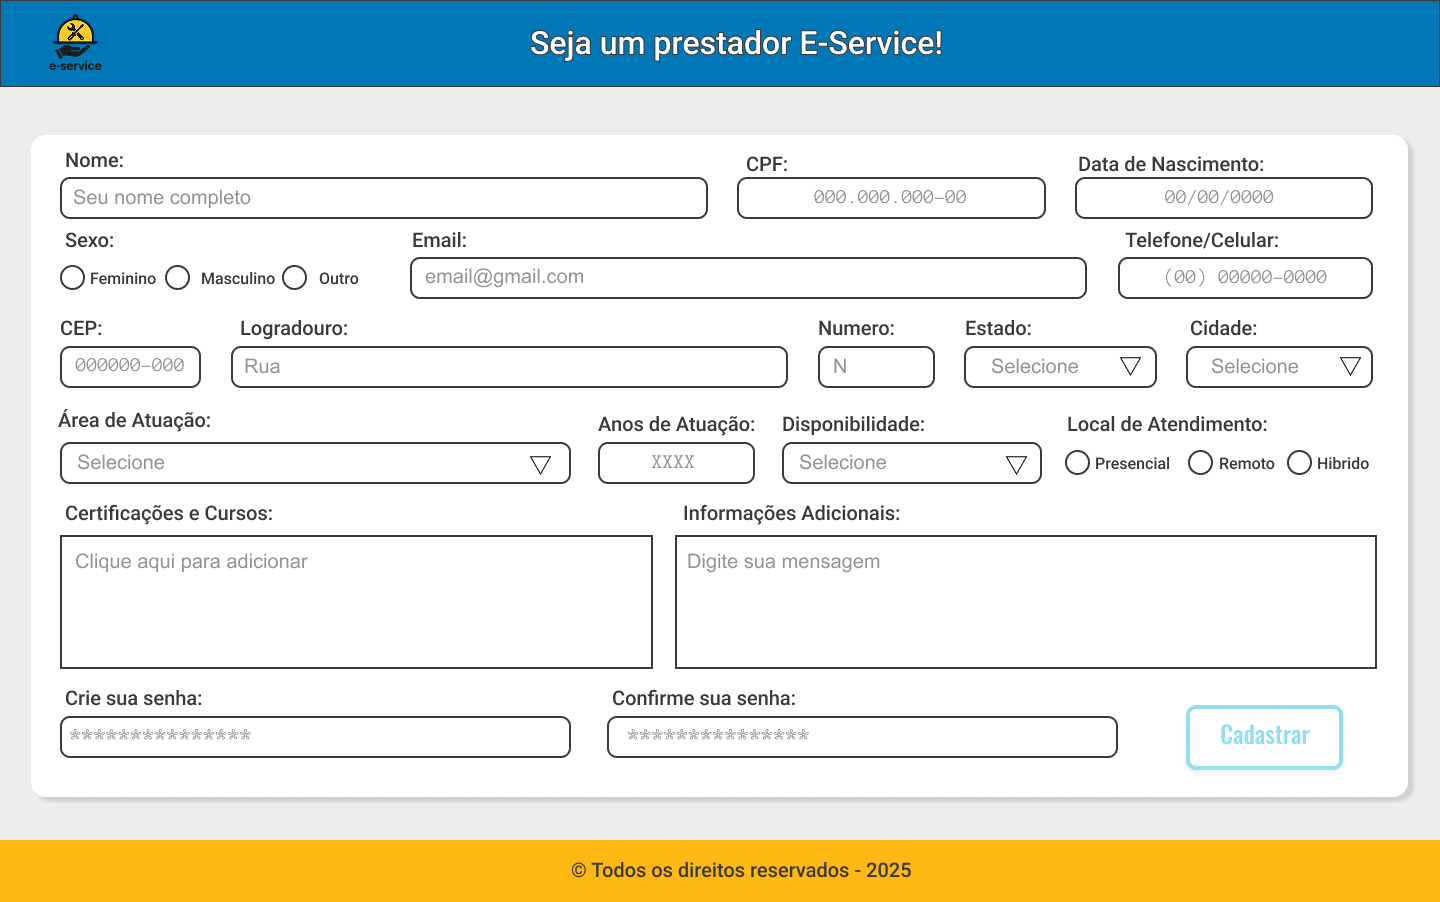 e-service
Seja um prestador E-Service!
Nome:
CPF:
Data de Nascimento:
Seu nome completo
000.000.000-00
00/00/0000
Sexo:
Email:
Telefone/Celular:
Feminino
Masculino
Outro
email@gmail.com
(00) 00000-0000
CEP:
Logradouro:
Numero:
Estado:
Cidade:
000000-000
Rua
N
Selecione
Selecione
Área de Atuação:
Anos de Atuação:
Disponibilidade:
Local de Atendimento:
Selecione
XXXX
Selecione
Presencial
Remoto
Hibrido
Certificações e Cursos:
Informações Adicionais:
Clique aqui para adicionar
Digite sua mensagem
Crie sua senha:
Confirme sua senha:
***************
***************
Cadastrar
© Todos os direitos reservados - 2025